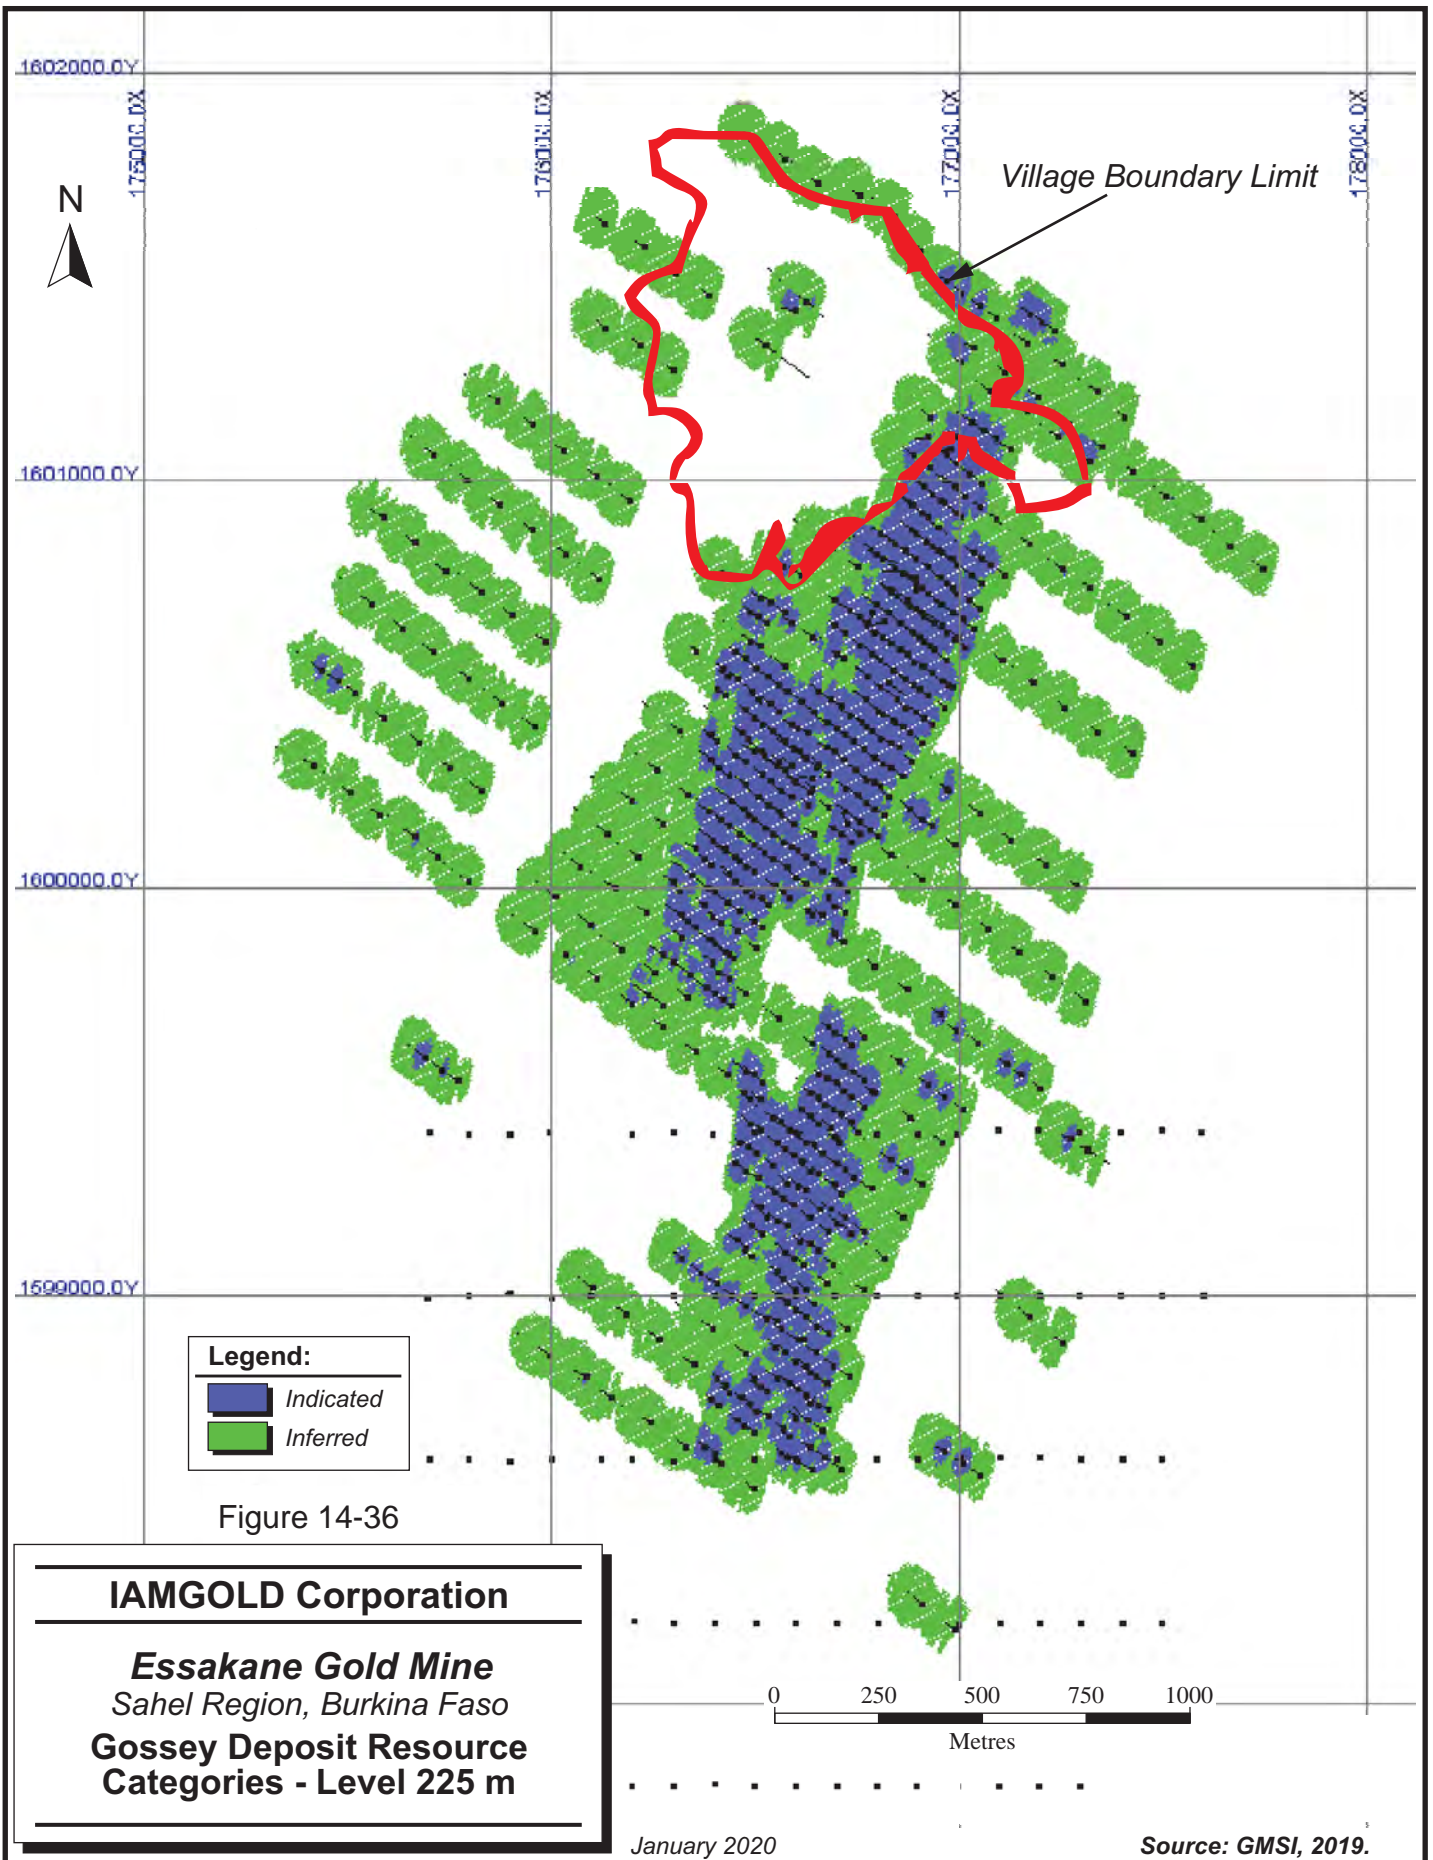 1602000.0Y
175000.0X
176000.0X
177000.0X
178000.0X
Village Boundary Limit
N
1601000.0Y
1600000.0Y
1599000.0Y
Legend:
Indicated
Inferred
Figure 14-36
IAMGOLD Corporation
Essakane Gold Mine
Sahel Region, Burkina Faso
Gossey Deposit Resource
Categories - Level 225 m
0 250 500 750 1000
Metres
January 2020
Source: GMSI, 2019.